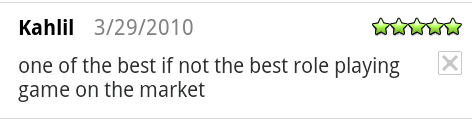 Kahlil 3/29/2010
one of the best if not the best role playing
game on the market